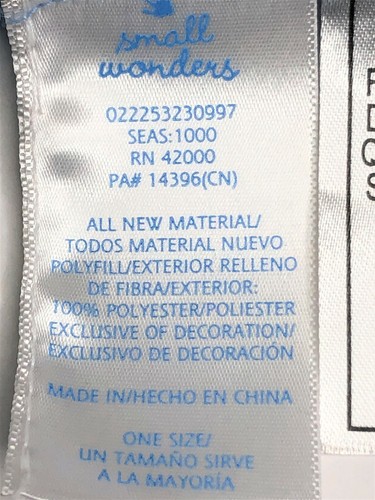 small
wonders
022253230997
SEAS:1000
RN 42000
PA# 14396(CN)
ALL NEW MATERIAL/
TODOS MATERIAL NUEVO
POLYFILL/EXTERIOR RELLENO
DE FIBRA/EXTERIOR:
100% POLYESTER/POLIESTER
EXCLUSIVE OF DECORATION/
EXCLUSIVO DE DECORACIÓN
MADE IN/HECHO EN CHINA
ONE SIZE/
UN TAMAÑO SIRVE
A LA MAYORÍA